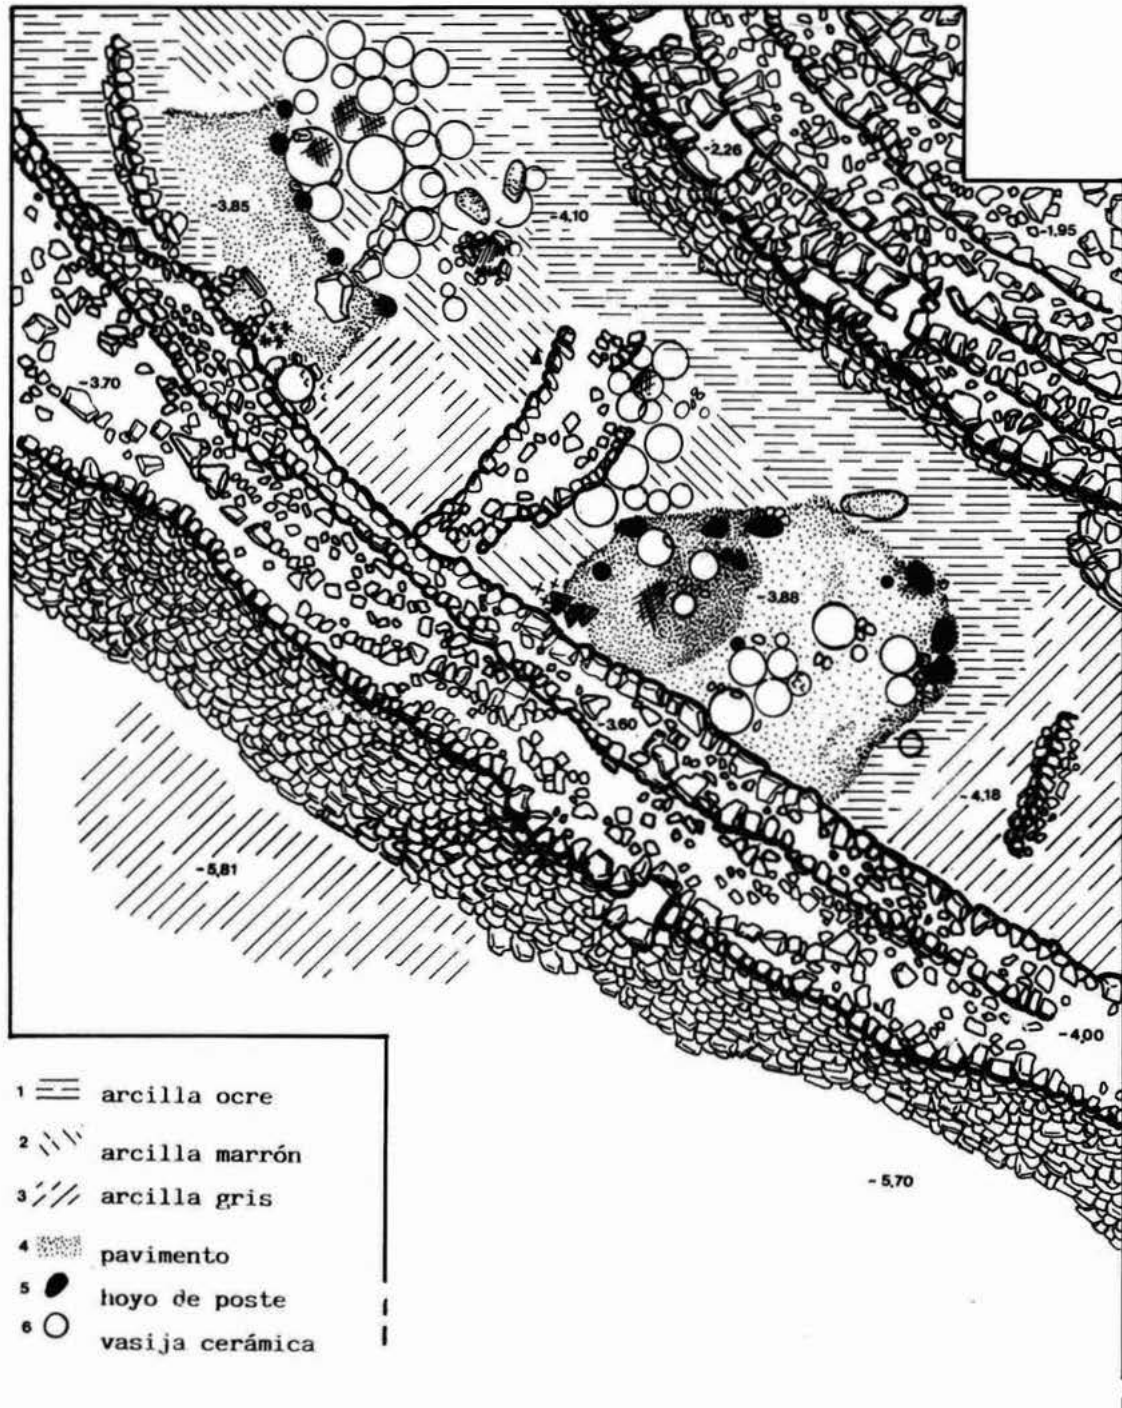 -2,26
-1,95
-3,85
-4,10
-3,70
-3,88
-3,60
-4,18
-5,81
-4,00
-5,70
1 arcilla ocre
2 arcilla marrón
3 arcilla gris
4 pavimento
5 hoyo de poste
6 vasija cerámica